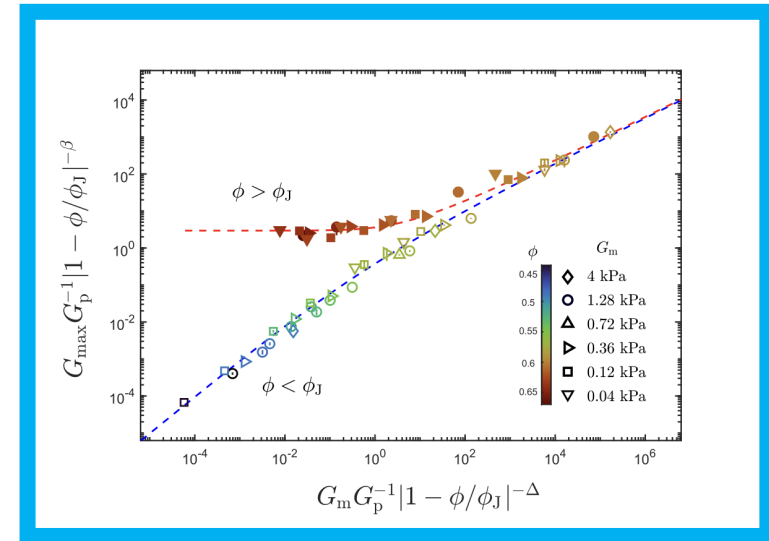 10^4
10^2
10^0
10^-2
10^-4
G_max G_p^-1 |1 − ϕ/ϕ_J|^-β
ϕ > ϕ_J
ϕ < ϕ_J
ϕ
0.45
0.5
0.55
0.6
0.65
G_m
4 kPa
1.28 kPa
0.72 kPa
0.36 kPa
0.12 kPa
0.04 kPa
10^-4 10^-2 10^0 10^2 10^4 10^6
G_m G_p^-1 |1 − ϕ/ϕ_J|^-Δ